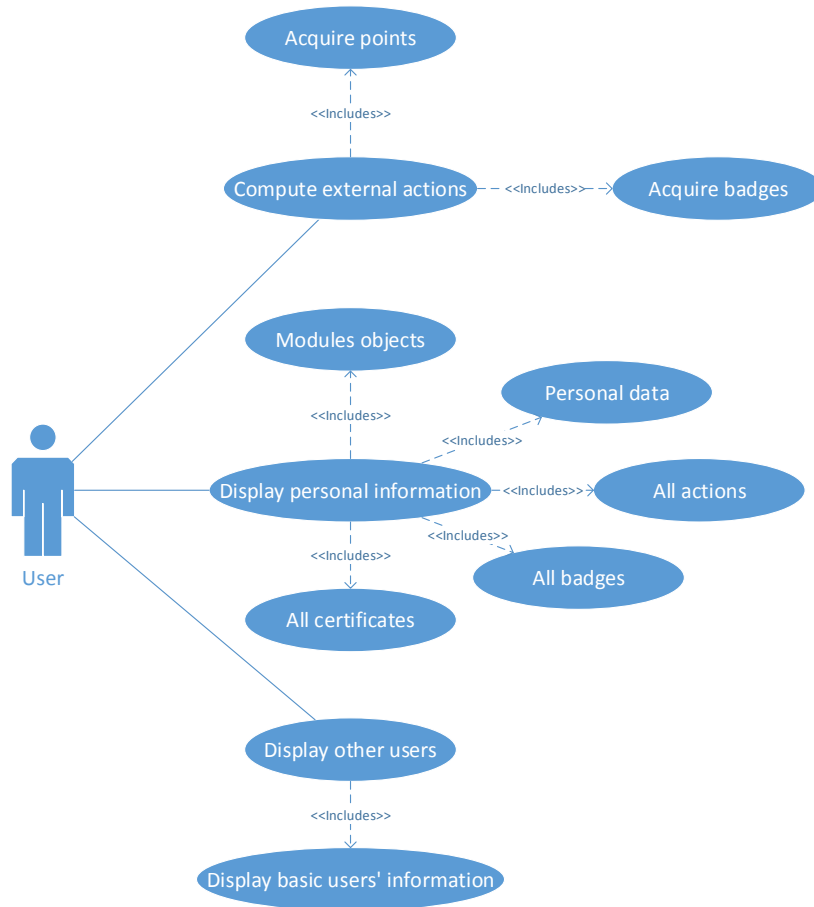 Acquire points
<<Includes>>
Compute external actions
<<Includes>>
Acquire badges
Modules objects
<<Includes>>
Personal data
<<Includes>>
Display personal information
<<Includes>>
All actions
<<Includes>>
All badges
<<Includes>>
All certificates
User
Display other users
<<Includes>>
Display basic users' information